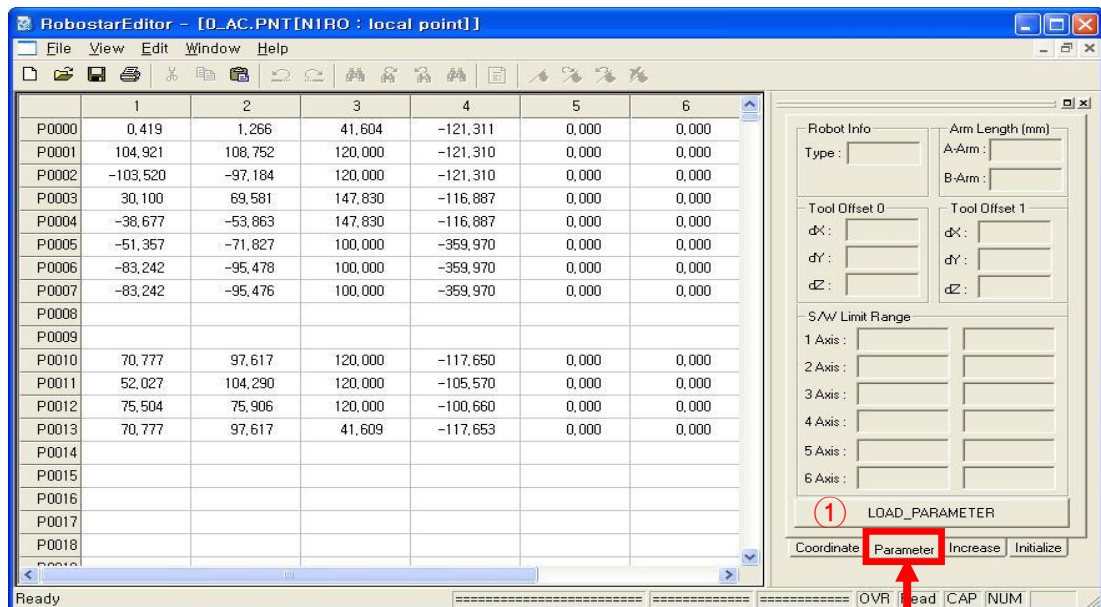 RobostarEditor - [0_AC.PNT[N1RO : local point]]
File View Edit Window Help
1 2 3 4 5 6
P0000 0,419 1,266 41,604 -121,311 0,000 0,000
P0001 104,921 108,752 120,000 -121,310 0,000 0,000
P0002 -103,520 -97,184 120,000 -121,310 0,000 0,000
P0003 30,100 69,581 147,830 -116,887 0,000 0,000
P0004 -38,677 -53,863 147,830 -116,887 0,000 0,000
P0005 -51,357 -71,827 100,000 -359,970 0,000 0,000
P0006 -83,242 -95,478 100,000 -359,970 0,000 0,000
P0007 -83,242 -95,476 100,000 -359,970 0,000 0,000
P0008
P0009
P0010 70,777 97,617 120,000 -117,650 0,000 0,000
P0011 52,027 104,290 120,000 -105,570 0,000 0,000
P0012 75,504 75,906 120,000 -100,660 0,000 0,000
P0013 70,777 97,617 41,609 -117,653 0,000 0,000
P0014
P0015
P0016
P0017
P0018
Robot Info Arm Length (mm)
Type : A-Arm :
B-Arm :
Tool Offset 0 Tool Offset 1
dX : dX :
dY : dY :
dZ : dZ :
S/W Limit Range
1 Axis :
2 Axis :
3 Axis :
4 Axis :
5 Axis :
6 Axis :
① LOAD_PARAMETER
Coordinate Parameter Increase Initialize
Ready OVR CAP NUM